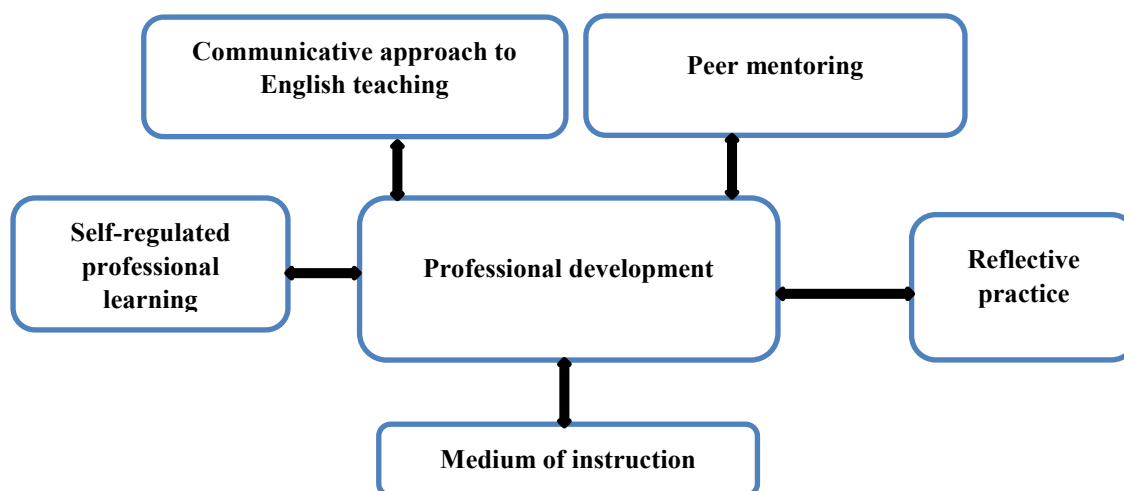 Communicative approach to
English teaching
Peer mentoring
Self-regulated
professional
learning
Professional development
Reflective
practice
Medium of instruction